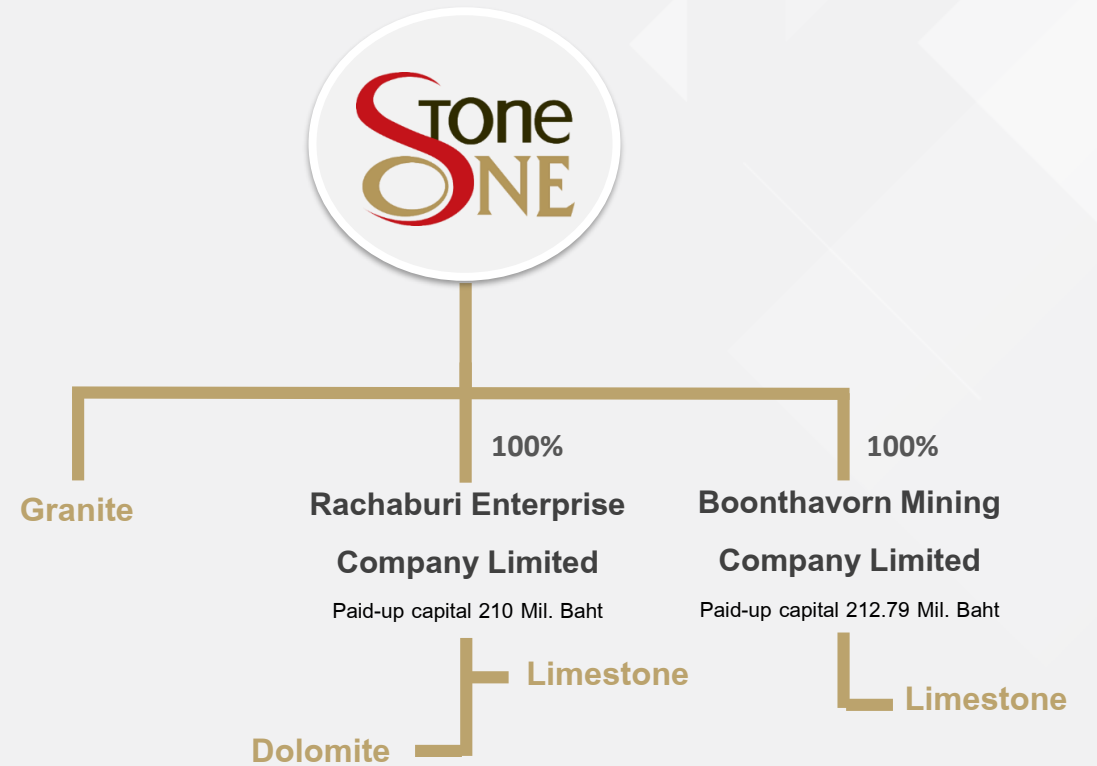 Stone
ONE
100%
100%
Granite
Rachaburi Enterprise
Company Limited
Paid-up capital 210 Mil. Baht
Boonthavorn Mining
Company Limited
Paid-up capital 212.79 Mil. Baht
Limestone
Dolomite
Limestone